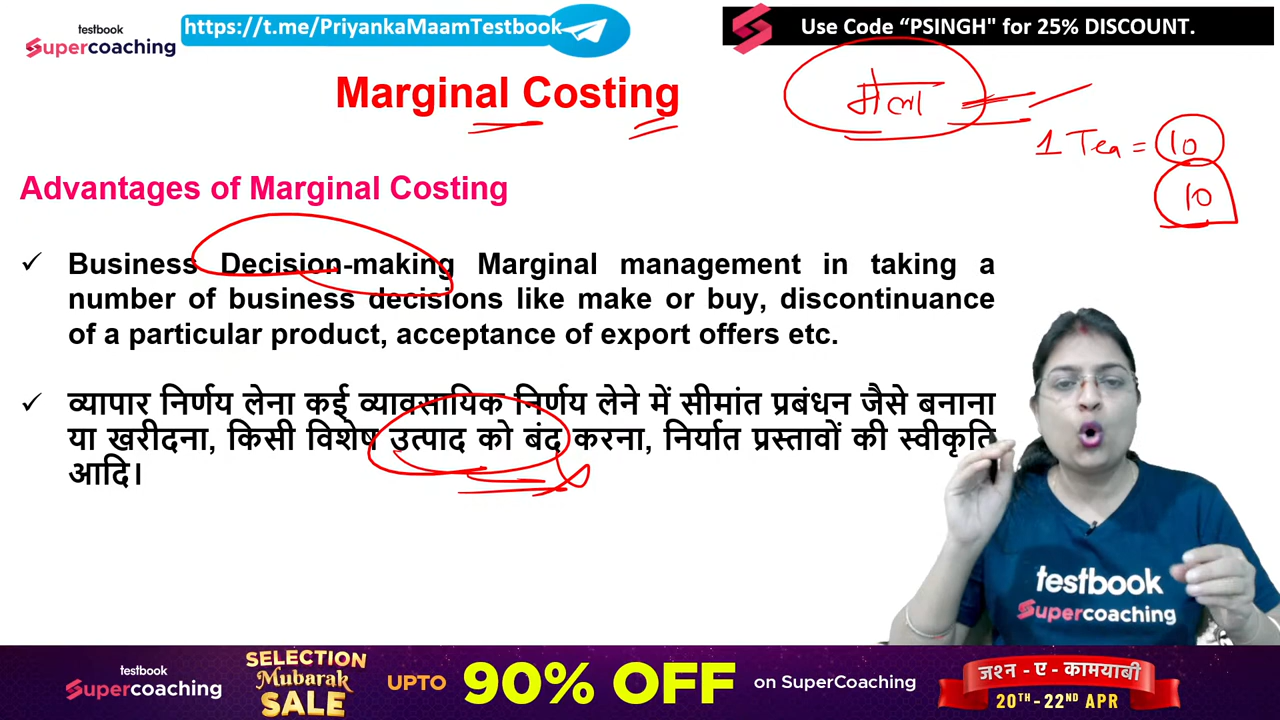 testbook
Supercoaching
https://t.me/PriyankaMaamTestbook
Use Code “PSINGH" for 25% DISCOUNT.
Marginal Costing
मेला
1 Tea = 10
10
Advantages of Marginal Costing
✓ Business Decision-making Marginal management in taking a
number of business decisions like make or buy, discontinuance
of a particular product, acceptance of export offers etc.
✓ व्यापार निर्णय लेना कई व्यावसायिक निर्णय लेने में सीमांत प्रबंधन जैसे बनाना
या खरीदना, किसी विशेष उत्पाद को बंद करना, निर्यात प्रस्तावों की स्वीकृति
आदि।
testbook
Supercoaching
testbook
Supercoaching
SELECTION
Mubarak
SALE
UPTO 90% OFF on SuperCoaching
जश्न - ए - कामयाबी
20TH - 22ND APR